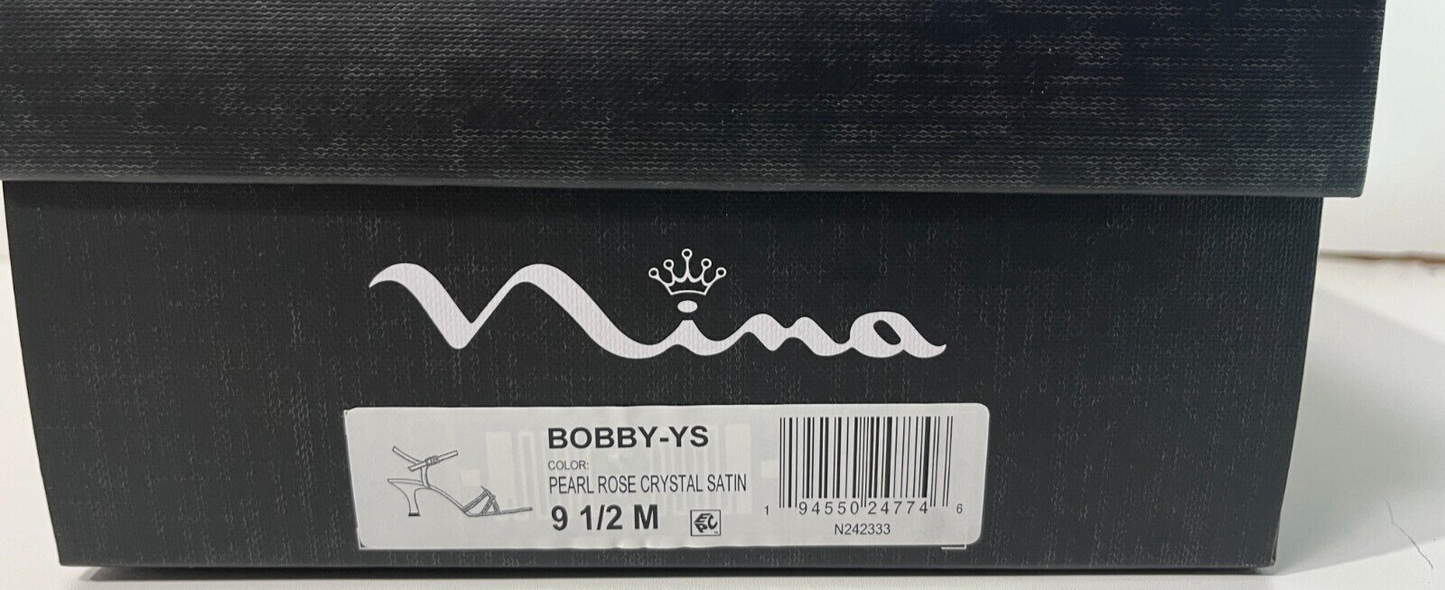 nina
BOBBY-YS
COLOR:
PEARL ROSE CRYSTAL SATIN
9 1/2 M
1 94550 24774 6
N242333